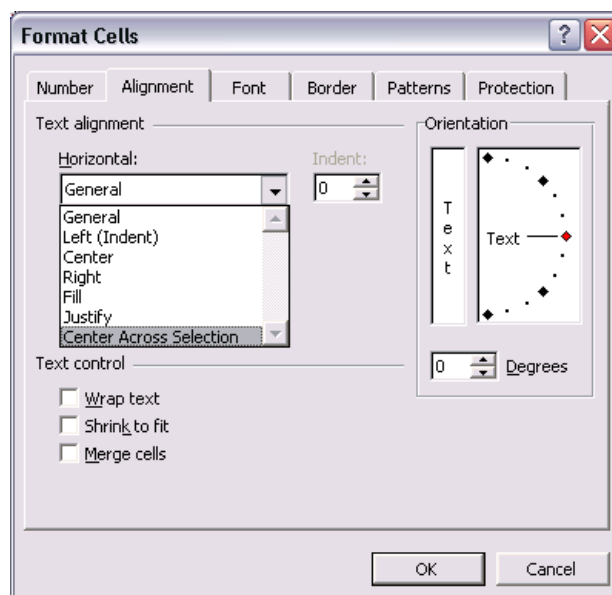 Format Cells
?
Number Alignment Font Border Patterns Protection
Text alignment
Horizontal:
Indent:
General
0
General
Left (Indent)
Center
Right
Fill
Justify
Center Across Selection
Text control
Wrap text
Shrink to fit
Merge cells
Orientation
Text
Text
0 Degrees
OK Cancel